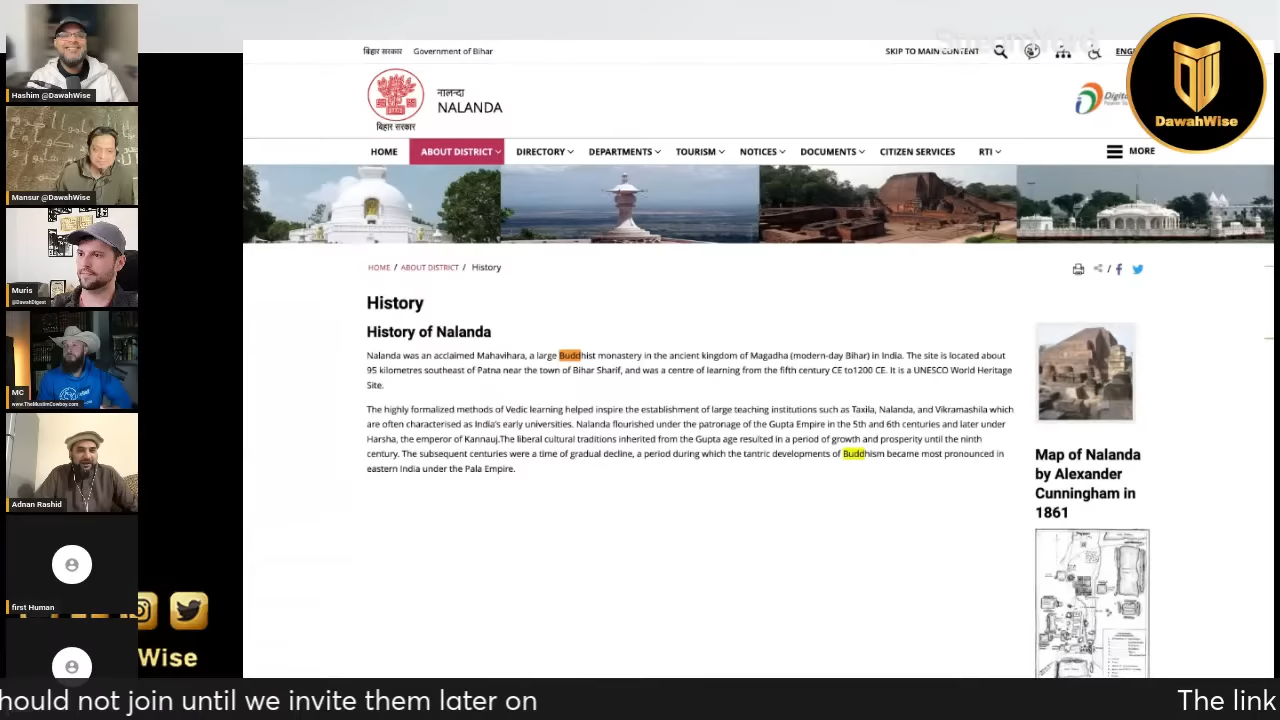 Hashim @DawahWise
Mansur @DawahWise
Muris
@DawahDigest
MC
www.TheMuslimCowboy.com
Adnan Rashid
first Human
Wise
बिहार सरकार Government of Bihar
SKIP TO MAIN CONTENT
नालन्दा
NALANDA
बिहार सरकार
DawahWise
HOME ABOUT DISTRICT DIRECTORY DEPARTMENTS TOURISM NOTICES DOCUMENTS CITIZEN SERVICES RTI MORE
HOME / ABOUT DISTRICT / History
History
History of Nalanda
Nalanda was an acclaimed Mahavihara, a large Buddhist monastery in the ancient kingdom of Magadha (modern-day Bihar) in India. The site is located about
95 kilometres southeast of Patna near the town of Bihar Sharif, and was a centre of learning from the fifth century CE to1200 CE. It is a UNESCO World Heritage
Site.
The highly formalized methods of Vedic learning helped inspire the establishment of large teaching institutions such as Taxila, Nalanda, and Vikramashila which
are often characterised as India's early universities. Nalanda flourished under the patronage of the Gupta Empire in the 5th and 6th centuries and later under
Harsha, the emperor of Kannauj.The liberal cultural traditions inherited from the Gupta age resulted in a period of growth and prosperity until the ninth
century. The subsequent centuries were a time of gradual decline, a period during which the tantric developments of Buddhism became most pronounced in
eastern India under the Pala Empire.
Map of Nalanda
by Alexander
Cunningham in
1861
hould not join until we invite them later on
The link